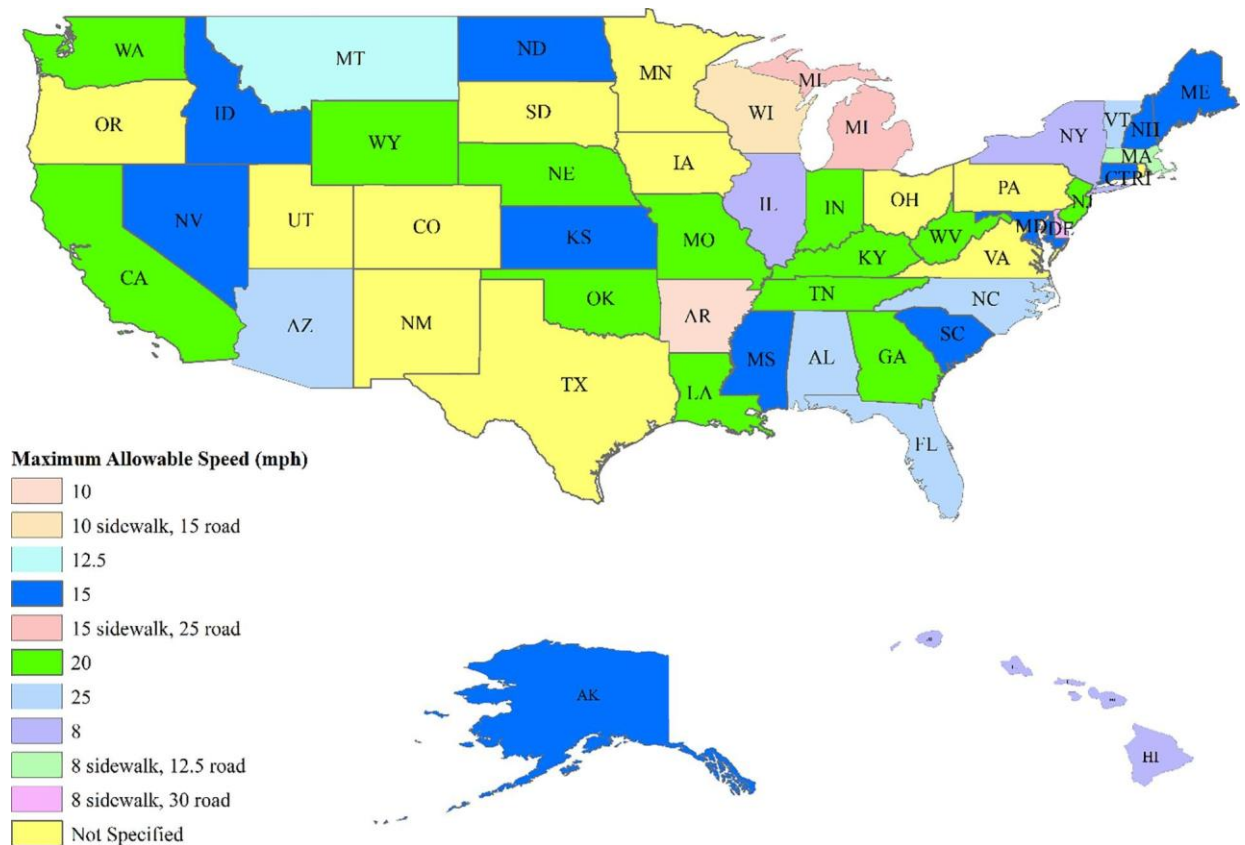 WA
MT
ND
MN
ME
OR
ID
WY
SD
WI
MI
MI
VT
NH
NY
MA
CTRI
NV
UT
CO
NE
IA
IL
IN
OH
PA
NJ
MD
DE
CA
KS
MO
KY
WV
VA
AZ
NM
OK
AR
TN
NC
TX
LA
MS
AL
GA
SC
FL
Maximum Allowable Speed (mph)
10
10 sidewalk, 15 road
12.5
15
15 sidewalk, 25 road
20
25
8
8 sidewalk, 12.5 road
8 sidewalk, 30 road
Not Specified
AK
HI